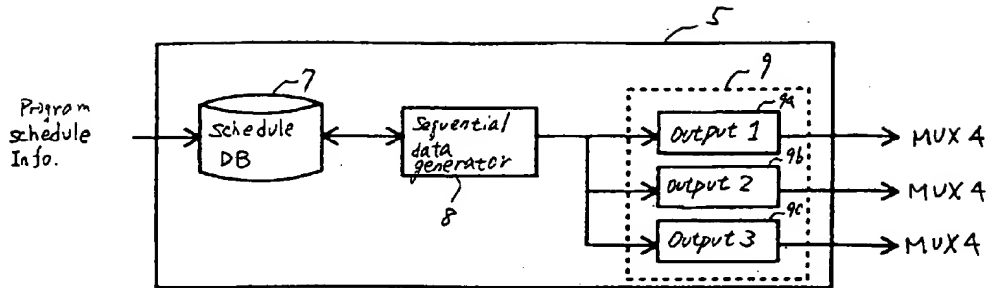 5
Program
schedule
Info.
7
schedule
DB
Sequential
data
generator
8
9
9a
Output 1
MUX 4
9b
Output 2
MUX 4
9c
Output 3
MUX 4